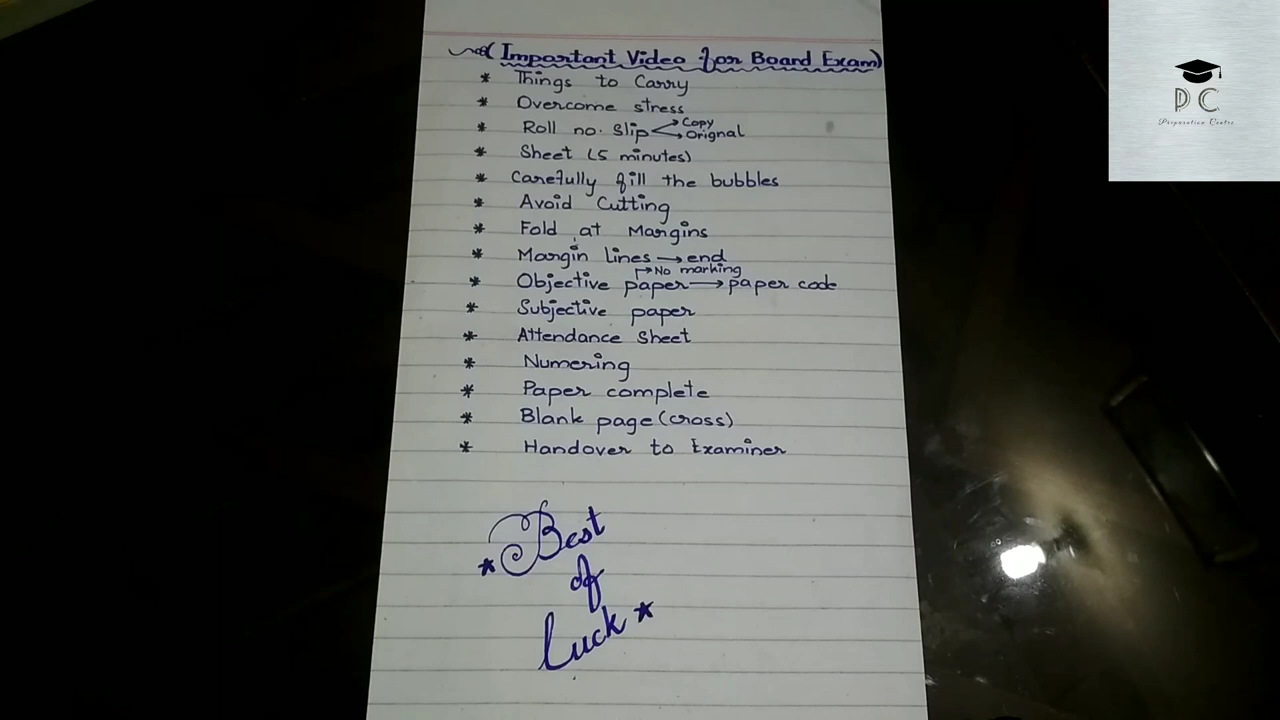 (Important Video for Board Exam)
* Things to Carry
* Overcome stress
* Roll no. Slip Copy
Orignal
* Sheet (5 minutes)
* Carefully fill the bubbles
* Avoid Cutting
* Fold at Margins
* Margin lines → end
* Objective paper → paper code
→ No marking
* Subjective paper
* Attendance Sheet
* Numering
* Paper complete
* Blank page (cross)
* Handover to Examiner
* Best
of
Luck *
PC
Preparation Centre